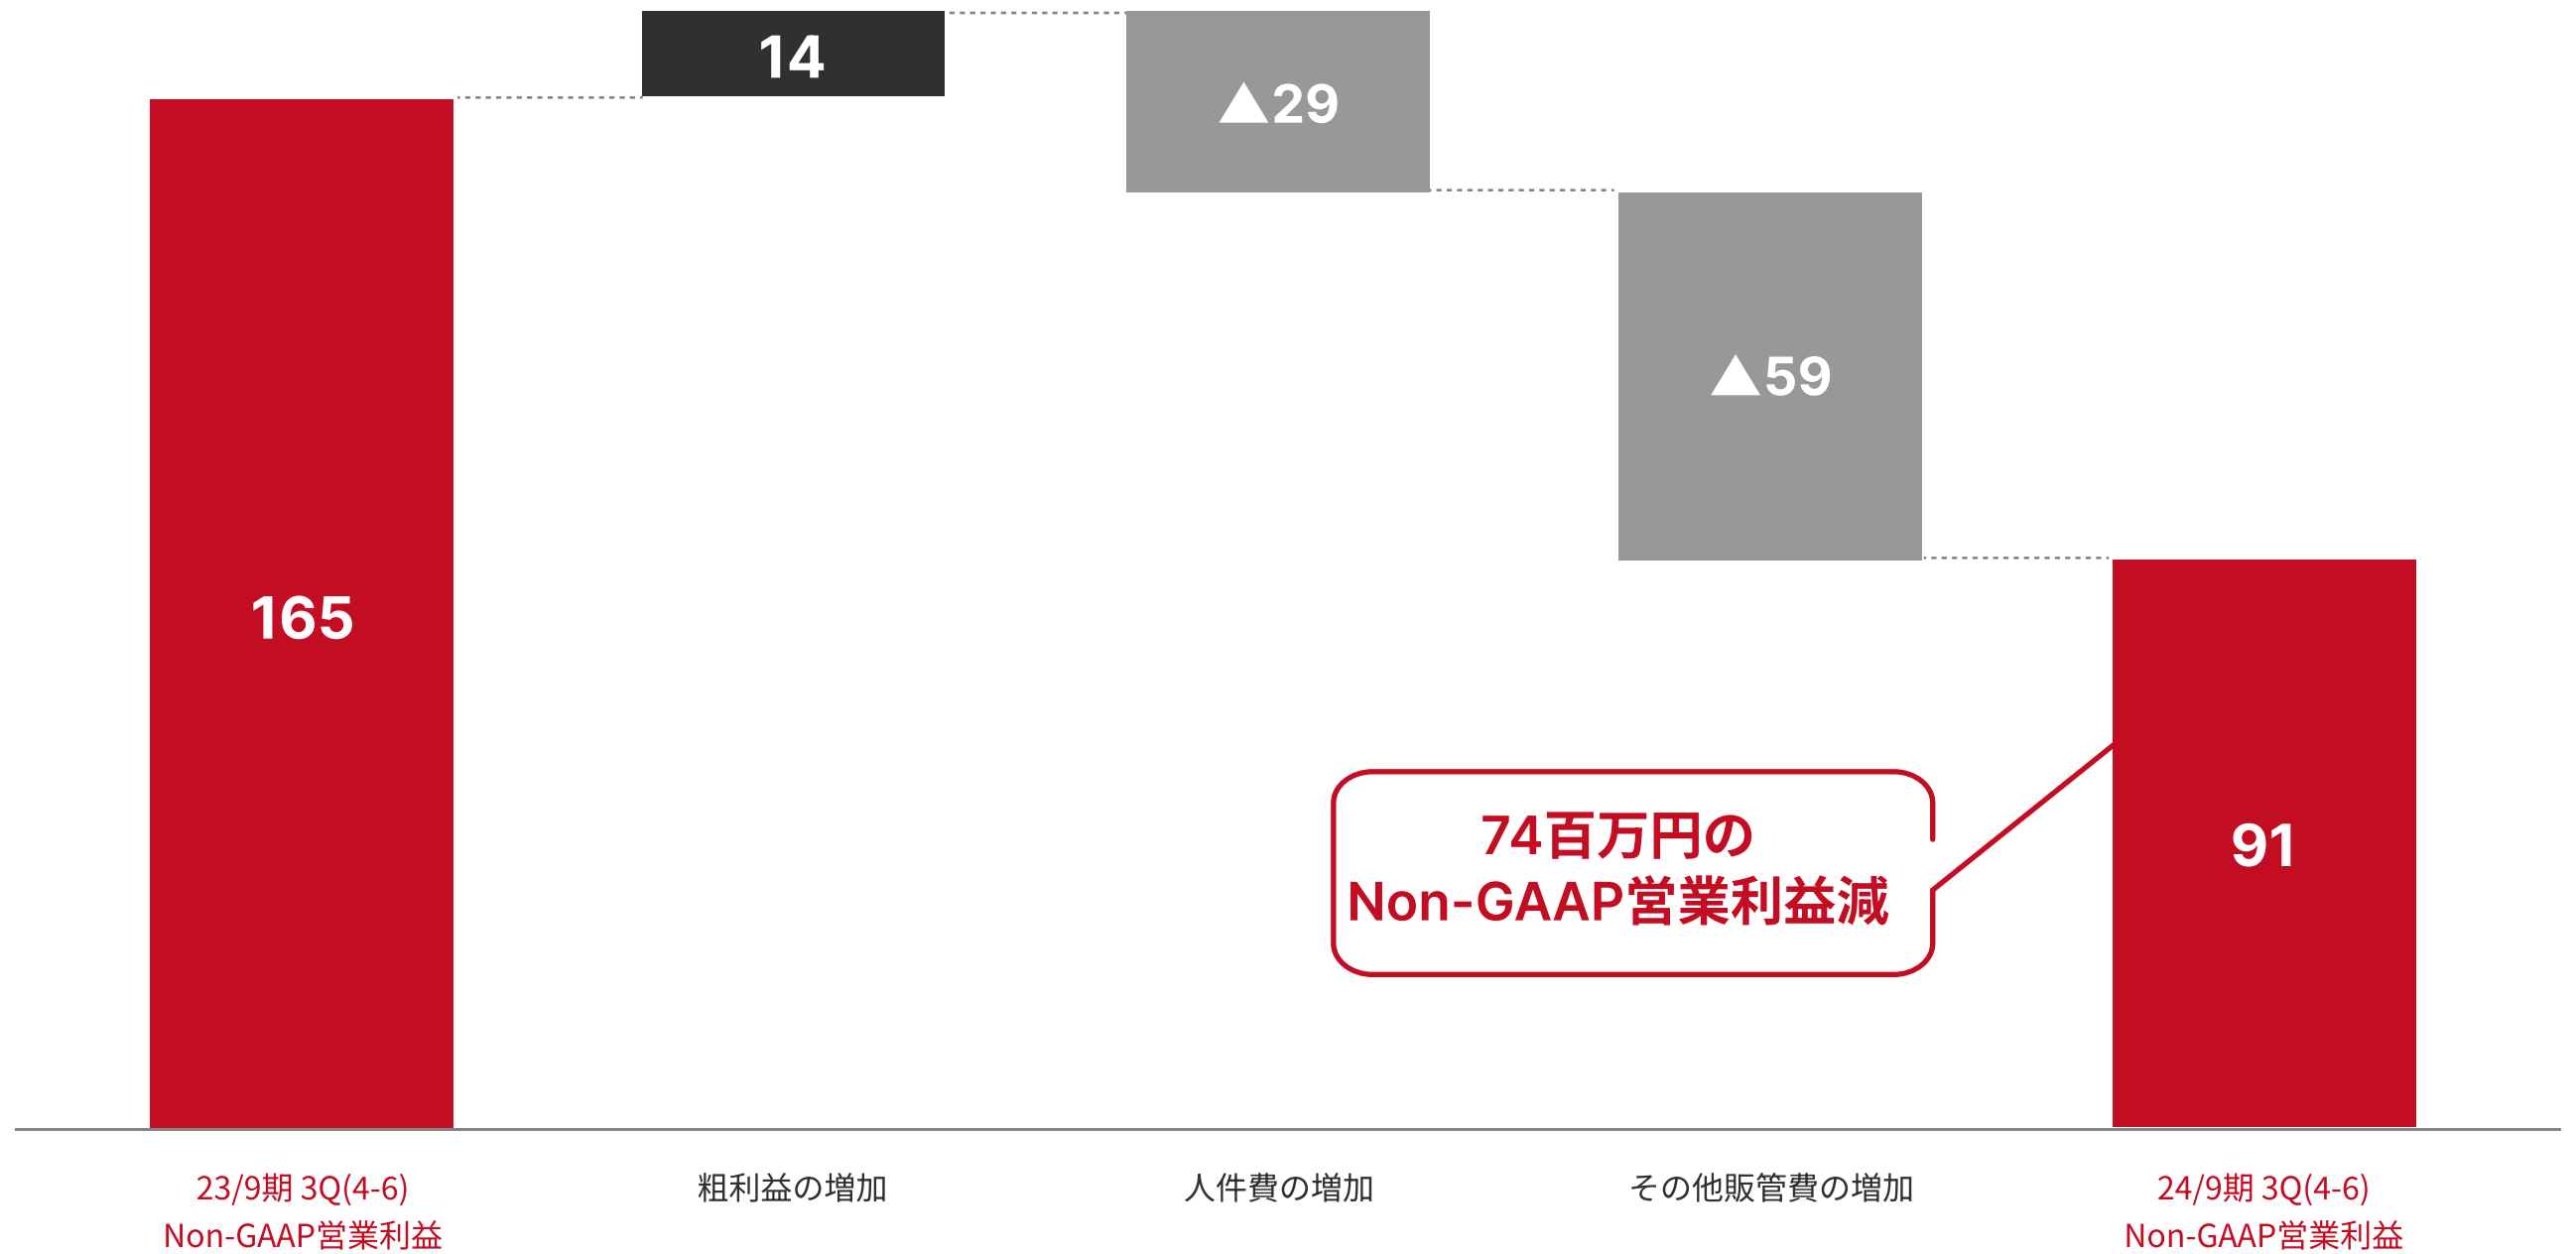 14
▲29
▲59
165
91
74百万円の
Non-GAAP営業利益減
23/9期 3Q(4-6)
Non-GAAP営業利益
粗利益の増加
人件費の増加
その他販管費の増加
24/9期 3Q(4-6)
Non-GAAP営業利益